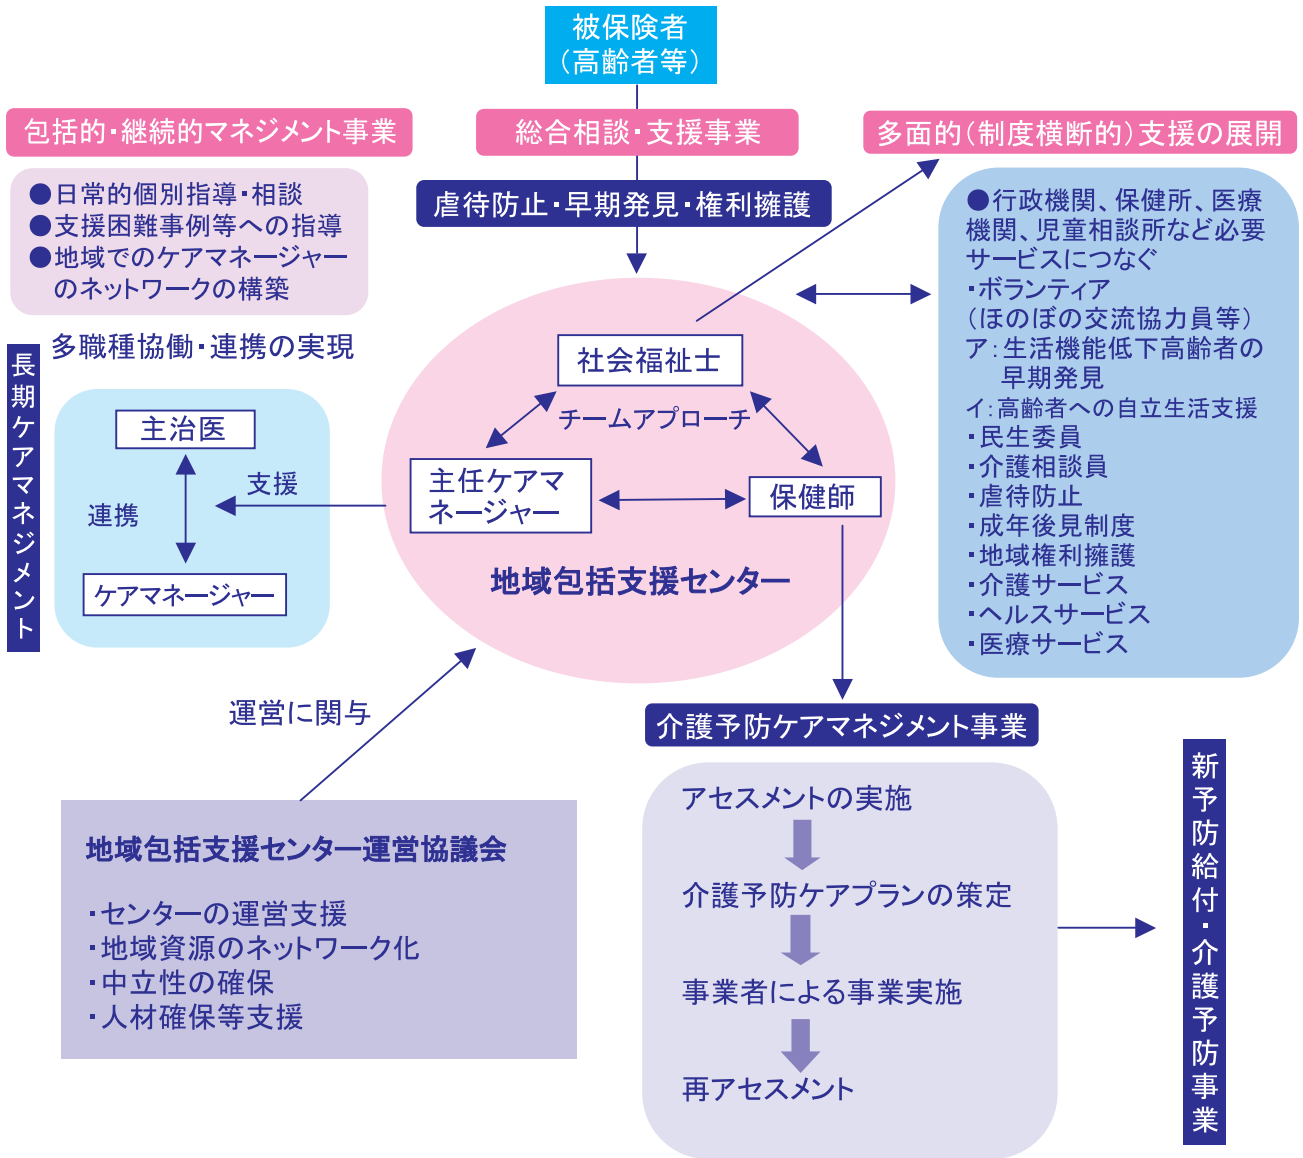 被保険者
（高齢者等）
包括的・継続的マネジメント事業
総合相談・支援事業
多面的（制度横断的）支援の展開
虐待防止・早期発見・権利擁護
●日常的個別指導・相談
●支援困難事例等への指導
●地域でのケアマネージャー
のネットワークの構築
多職種協働・連携の実現
長期ケアマネジメント
主治医
連携
支援
ケアマネージャー
社会福祉士
チームアプローチ
主任ケアマ
ネージャー
保健師
地域包括支援センター
●行政機関、保健所、医療
機関、児童相談所など必要
サービスにつなぐ
・ボランティア
（ほのぼの交流協力員等）
ア：生活機能低下高齢者の
早期発見
イ：高齢者への自立生活支援
・民生委員
・介護相談員
・虐待防止
・成年後見制度
・地域権利擁護
・介護サービス
・ヘルスサービス
・医療サービス
運営に関与
地域包括支援センター運営協議会
・センターの運営支援
・地域資源のネットワーク化
・中立性の確保
・人材確保等支援
介護予防ケアマネジメント事業
アセスメントの実施
介護予防ケアプランの策定
事業者による事業実施
再アセスメント
新予防給付・介護予防事業